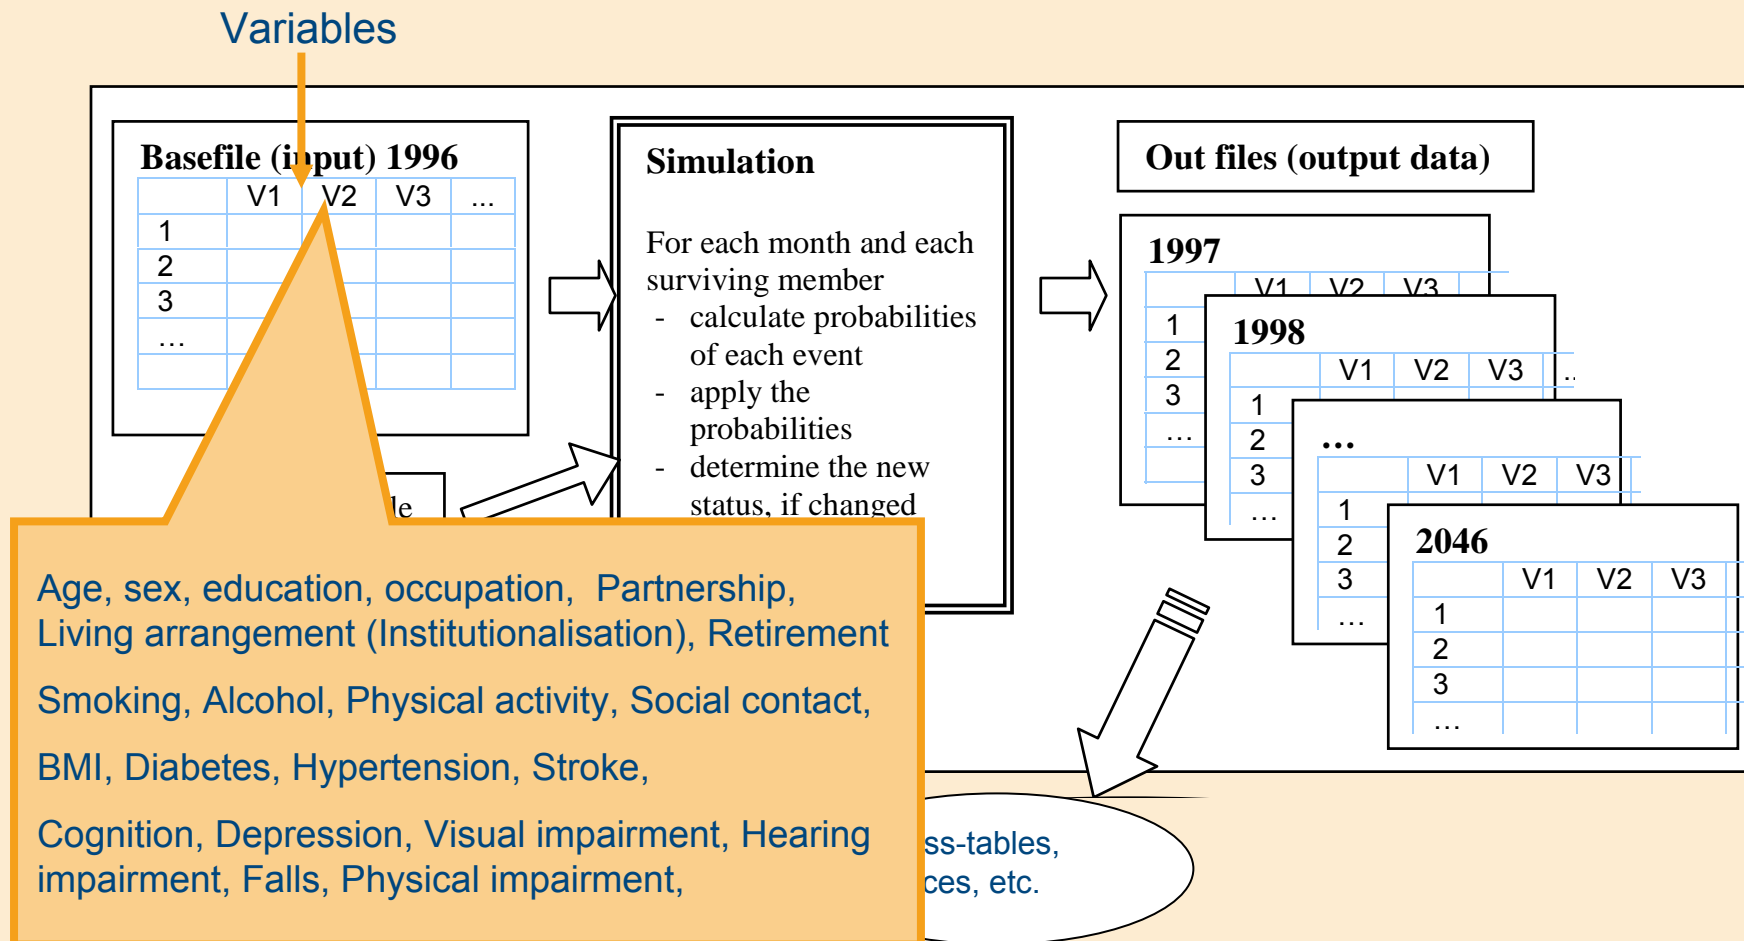 Variables
Basefile (input) 1996
V1 V2 V3 ...
1
2
3
…
Simulation
For each month and each
surviving member
- calculate probabilities
of each event
- apply the
probabilities
- determine the new
status, if changed
Out files (output data)
1997
V1 V2 V3
1
2
3
…
1998
V1 V2 V3 ..
1
2
3
…
...
V1 V2 V3
1
2
3
…
2046
V1 V2 V3
1
2
3
…
Age, sex, education, occupation, Partnership,
Living arrangement (Institutionalisation), Retirement
Smoking, Alcohol, Physical activity, Social contact,
BMI, Diabetes, Hypertension, Stroke,
Cognition, Depression, Visual impairment, Hearing
impairment, Falls, Physical impairment,
ss-tables,
ces, etc.